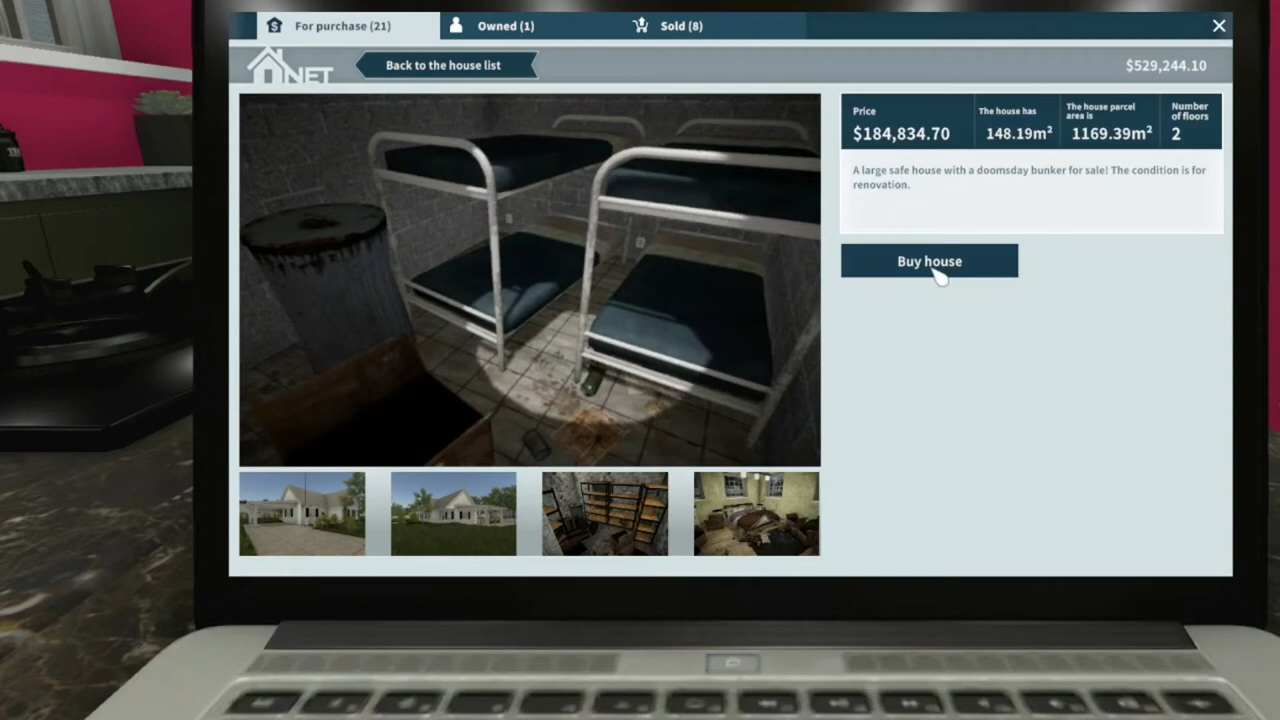 For purchase (21)
Owned (1)
Sold (8)
NET
Back to the house list
$529,244.10
Price
$184,834.70
The house has
148.19m²
The house parcel
area is
1169.39m²
Number
of floors
2
A large safe house with a doomsday bunker for sale! The condition is for
renovation.
Buy house